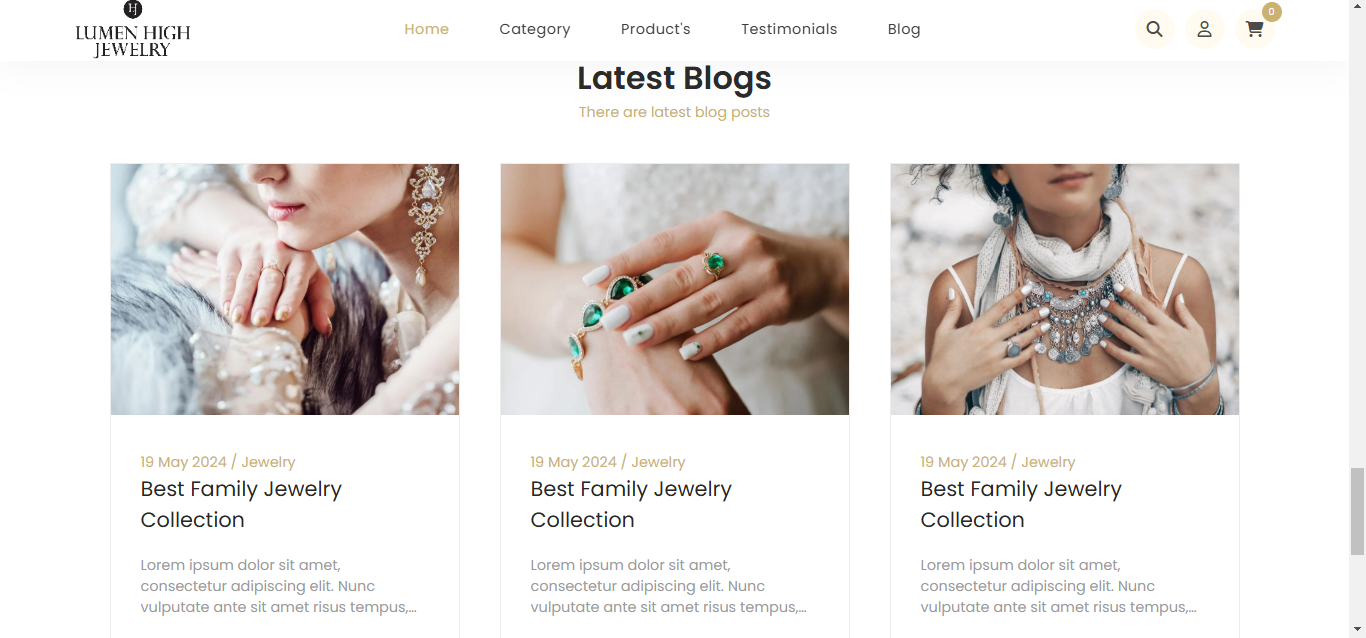 HJ
LUMEN HIGH
JEWELRY
Home Category Product's Testimonials Blog
0
Latest Blogs
There are latest blog posts
19 May 2024 / Jewelry
Best Family Jewelry
Collection
Lorem ipsum dolor sit amet,
consectetur adipiscing elit. Nunc
vulputate ante sit amet risus tempus,...
19 May 2024 / Jewelry
Best Family Jewelry
Collection
Lorem ipsum dolor sit amet,
consectetur adipiscing elit. Nunc
vulputate ante sit amet risus tempus,...
19 May 2024 / Jewelry
Best Family Jewelry
Collection
Lorem ipsum dolor sit amet,
consectetur adipiscing elit. Nunc
vulputate ante sit amet risus tempus,...